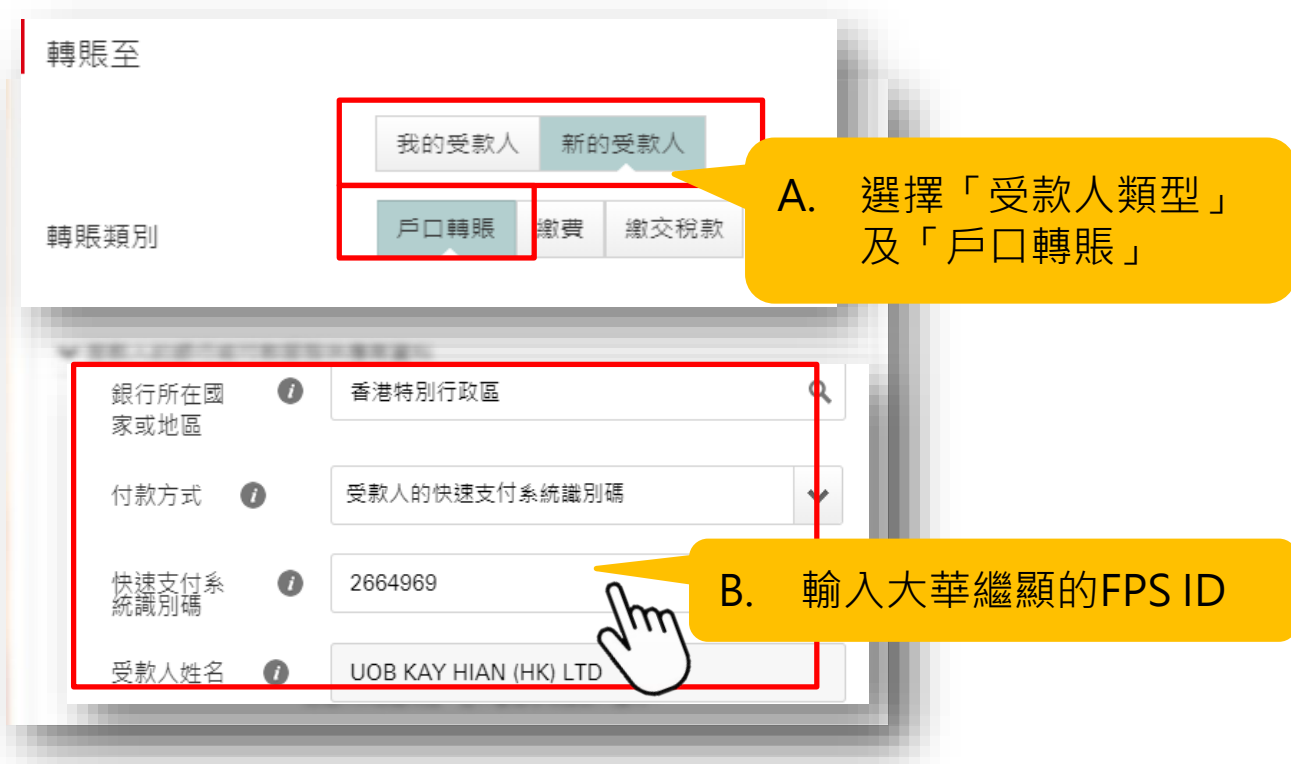 轉賬至
我的受款人 新的受款人
轉賬類別
戶口轉賬 繳費 繳交稅款
A. 選擇「受款人類型」
及「戶口轉賬」
銀行所在國
家或地區
香港特別行政區
付款方式
受款人的快速支付系統識別碼
快速支付系
統識別碼
2664969
B. 輸入大華繼顯的FPS ID
受款人姓名
UOB KAY HIAN (HK) LTD